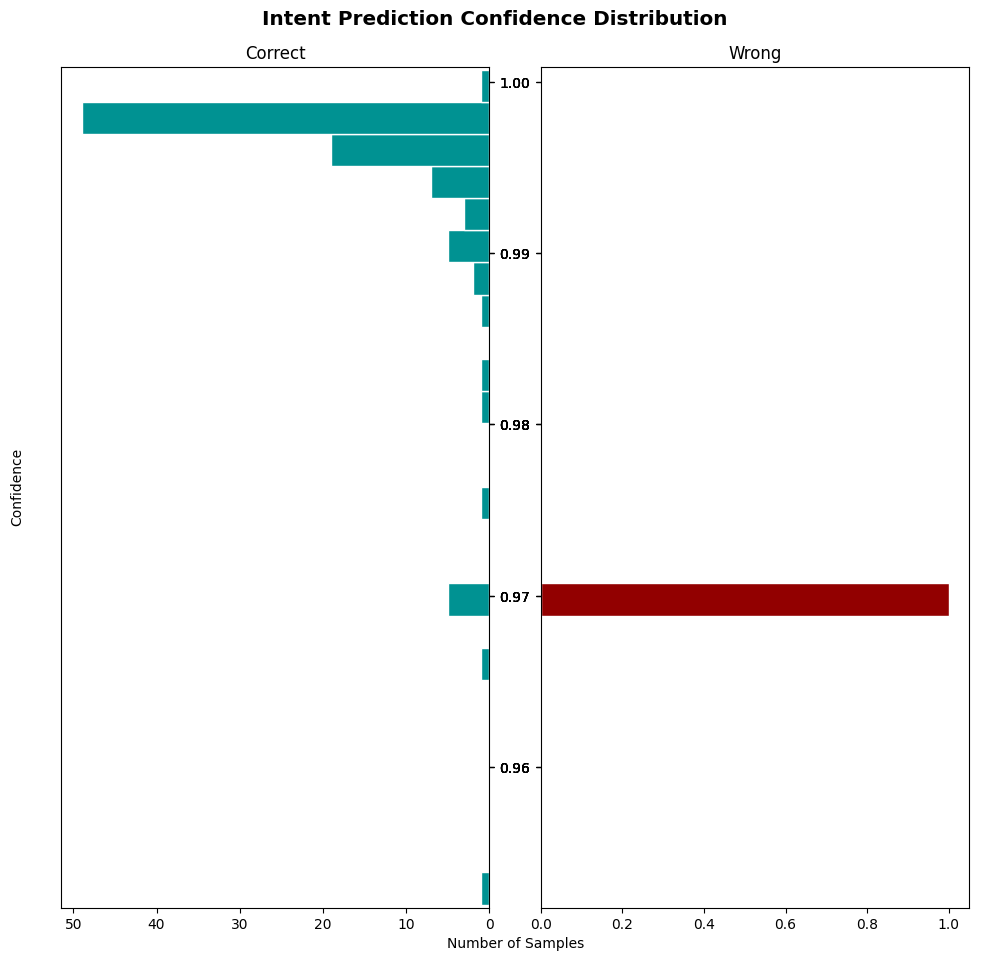 Intent Prediction Confidence Distribution
Correct
Wrong
1.00
0.99
0.98
0.97
0.96
Confidence
50 40 30 20 10 0
0.0 0.2 0.4 0.6 0.8 1.0
Number of Samples